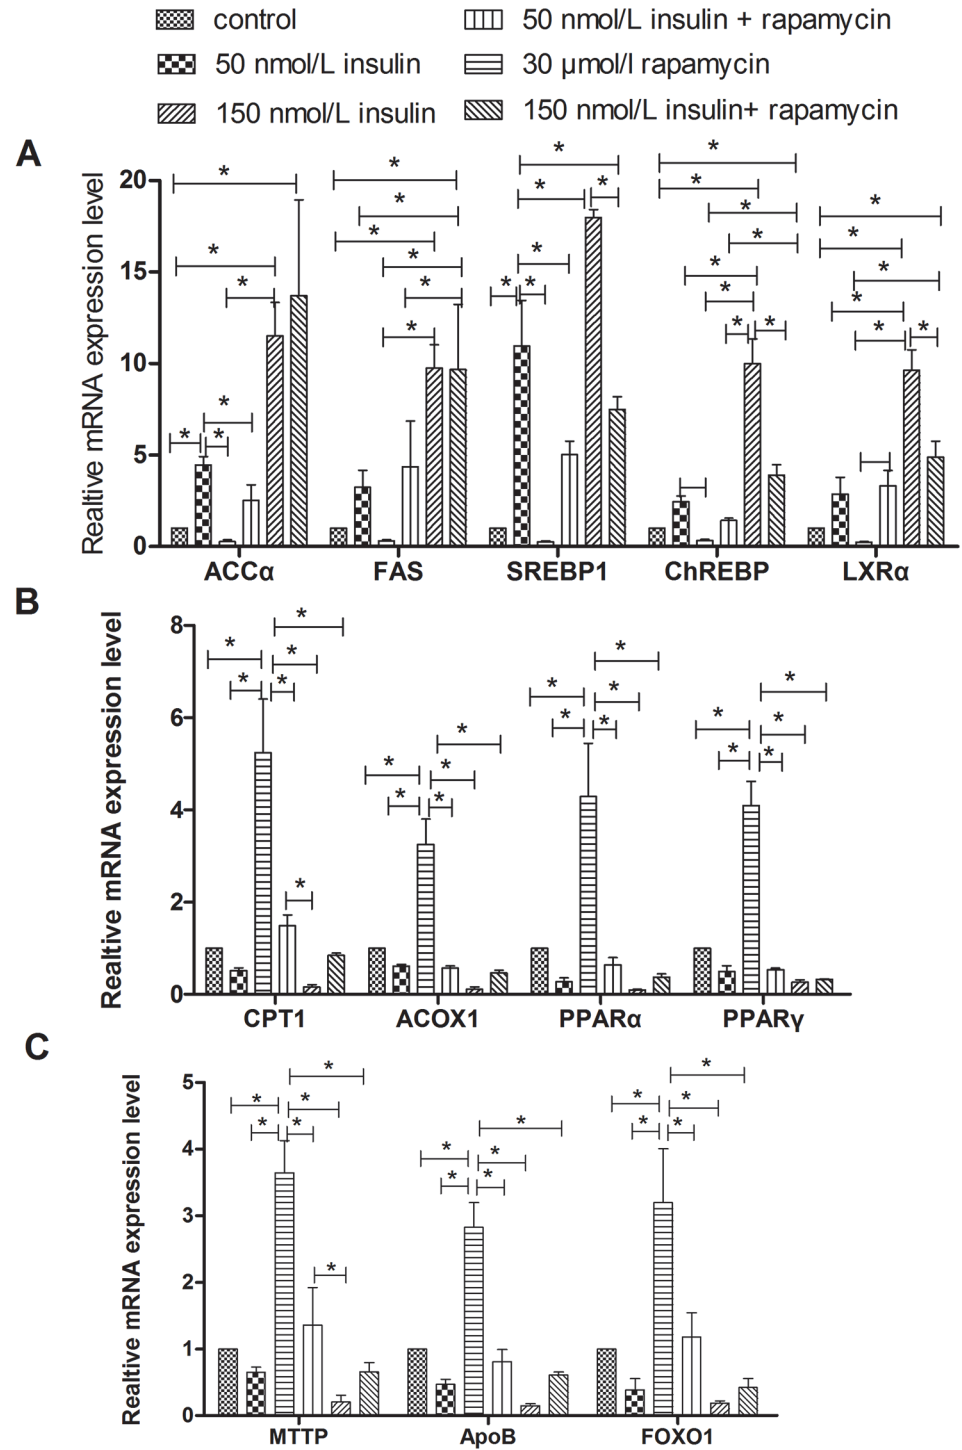 control
50 nmol/L insulin
150 nmol/L insulin
50 nmol/L insulin + rapamycin
30 μmol/l rapamycin
150 nmol/L insulin+ rapamycin
A
Realtive mRNA expression level
20
15
10
5
0
* * * * * *
* * * * * *
* * * * * *
* * * * * * * *
* * * * * *
ACCα FAS SREBP1 ChREBP LXRα
B
Realtive mRNA expression level
8
6
4
2
0
* * * * * *
* * * * *
* * * * *
* * * * *
CPT1 ACOX1 PPARα PPARγ
C
Realtive mRNA expression level
5
4
3
2
1
0
* * * * * *
* * * * *
* * * * *
MTTP ApoB FOXO1